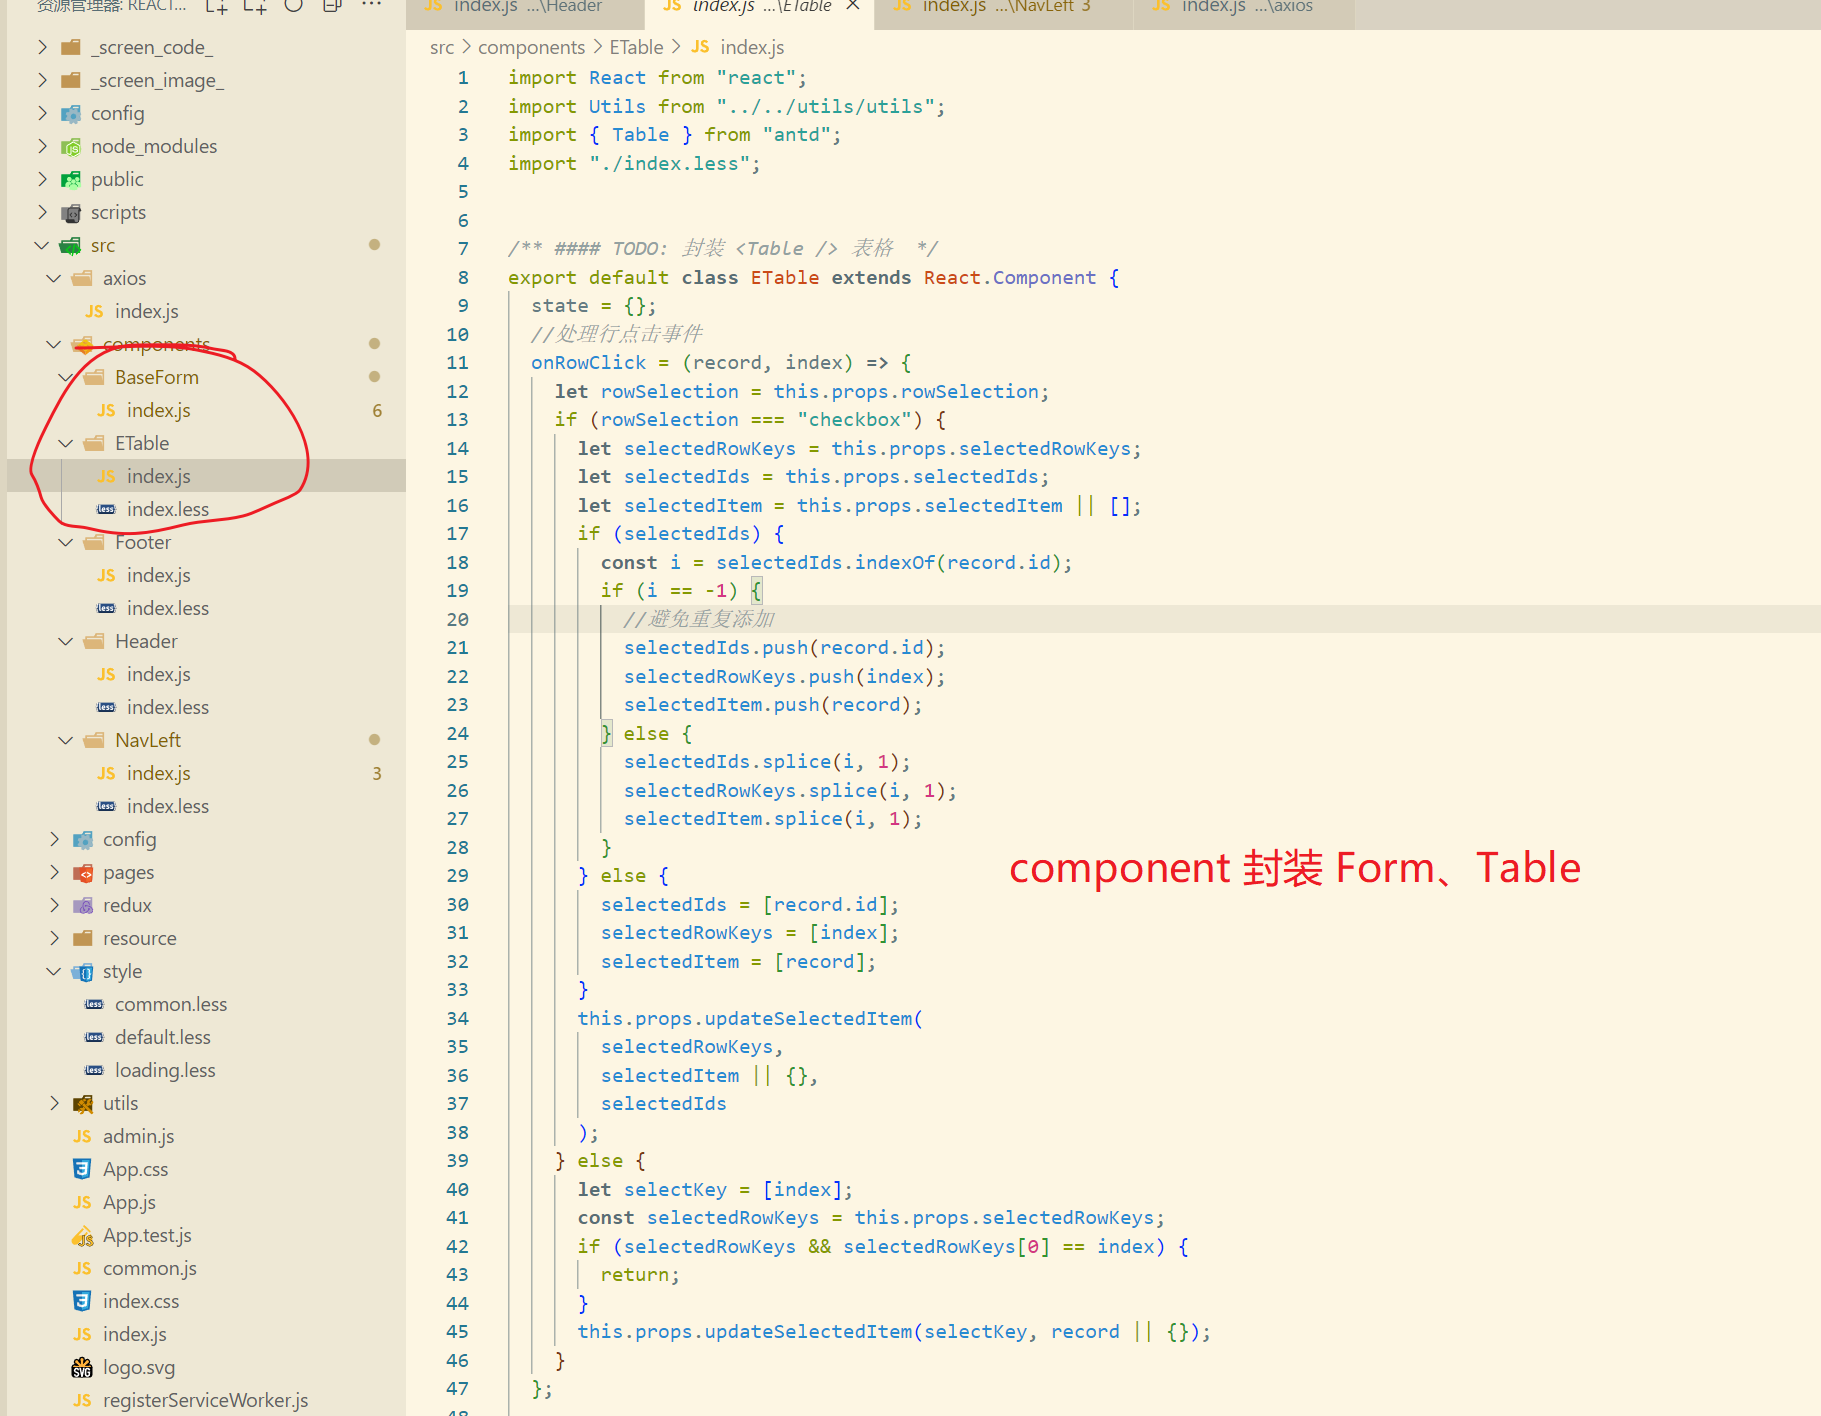 资源管理器: REACT...
_screen_code_
_screen_image_
config
node_modules
public
scripts
src
axios
index.js
components
BaseForm
index.js 6
ETable
index.js
index.less
Footer
index.js
index.less
Header
index.js
index.less
NavLeft
index.js 3
index.less
config
pages
redux
resource
style
common.less
default.less
loading.less
utils
admin.js
App.css
App.js
App.test.js
common.js
index.css
index.js
logo.svg
registerServiceWorker.js
JS index.js ...\Header
JS index.js ...\ETable
JS index.js ...\NavLeft 3
JS index.js ...\axios
src > components > ETable > JS index.js
1 import React from "react";
2 import Utils from "../../utils/utils";
3 import { Table } from "antd";
4 import "./index.less";
5
6
7 /** #### TODO: 封装 <Table /> 表格  */
8 export default class ETable extends React.Component {
9 state = {};
10 //处理行点击事件
11 onRowClick = (record, index) => {
12 let rowSelection = this.props.rowSelection;
13 if (rowSelection === "checkbox") {
14 let selectedRowKeys = this.props.selectedRowKeys;
15 let selectedIds = this.props.selectedIds;
16 let selectedItem = this.props.selectedItem || [];
17 if (selectedIds) {
18 const i = selectedIds.indexOf(record.id);
19 if (i == -1) {
20 //避免重复添加
21 selectedIds.push(record.id);
22 selectedRowKeys.push(index);
23 selectedItem.push(record);
24 } else {
25 selectedIds.splice(i, 1);
26 selectedRowKeys.splice(i, 1);
27 selectedItem.splice(i, 1);
28 }
29 } else {
30 selectedIds = [record.id];
31 selectedRowKeys = [index];
32 selectedItem = [record];
33 }
34 this.props.updateSelectedItem(
35 selectedRowKeys,
36 selectedItem || {},
37 selectedIds
38 );
39 } else {
40 let selectKey = [index];
41 const selectedRowKeys = this.props.selectedRowKeys;
42 if (selectedRowKeys && selectedRowKeys[0] == index) {
43 return;
44 }
45 this.props.updateSelectedItem(selectKey, record || {});
46 }
47 };
component 封装 Form、Table